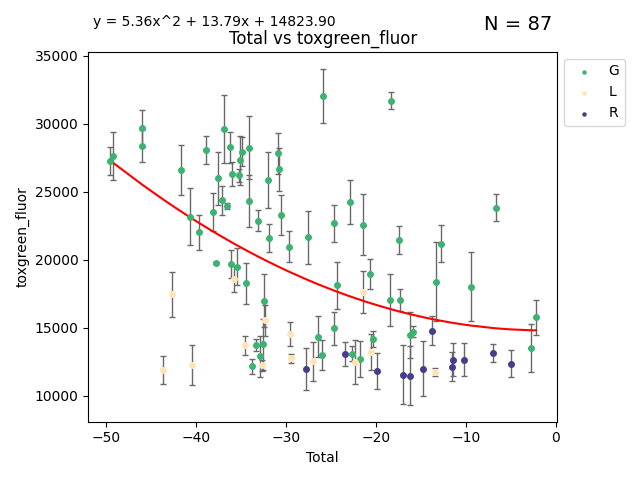 y = 5.36x^2 + 13.79x + 14823.90
N = 87
Total vs toxgreen_fluor
35000
30000
25000
20000
15000
10000
toxgreen_fluor
−50
−40
−30
−20
−10
0
Total
G
L
R